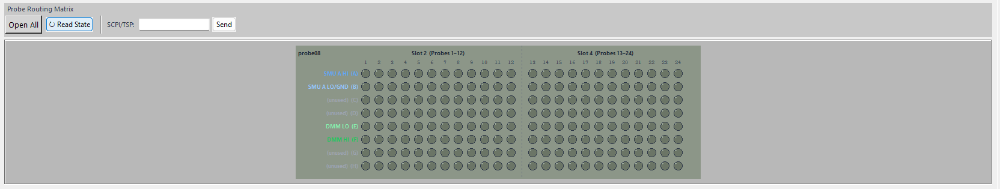 Probe Routing Matrix
Open All
Read State
SCPI/TSP:
Send
probe08
Slot 2 (Probes 1–12)
Slot 4 (Probes 13–24)
1 2 3 4 5 6 7 8 9 10 11 12
13 14 15 16 17 18 19 20 21 22 23 24
SMU A HI (A)
SMU A LO/GND (B)
(unused) (C)
(unused) (D)
DMM LO (E)
DMM HI (F)
(unused) (G)
(unused) (H)